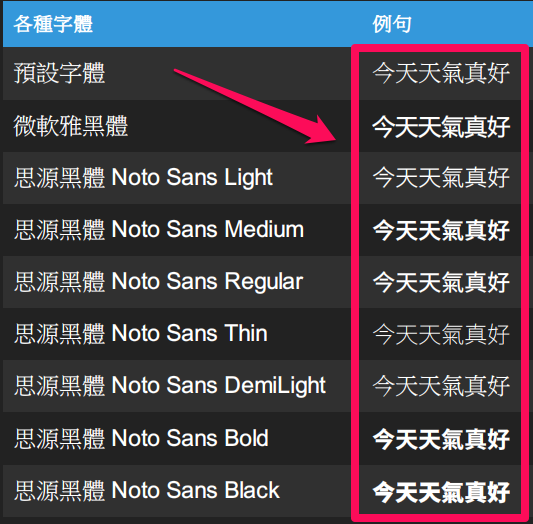 各種字體 例句
預設字體 今天天氣真好
微軟雅黑體 今天天氣真好
思源黑體 Noto Sans Light 今天天氣真好
思源黑體 Noto Sans Medium 今天天氣真好
思源黑體 Noto Sans Regular 今天天氣真好
思源黑體 Noto Sans Thin 今天天氣真好
思源黑體 Noto Sans DemiLight 今天天氣真好
思源黑體 Noto Sans Bold 今天天氣真好
思源黑體 Noto Sans Black 今天天氣真好